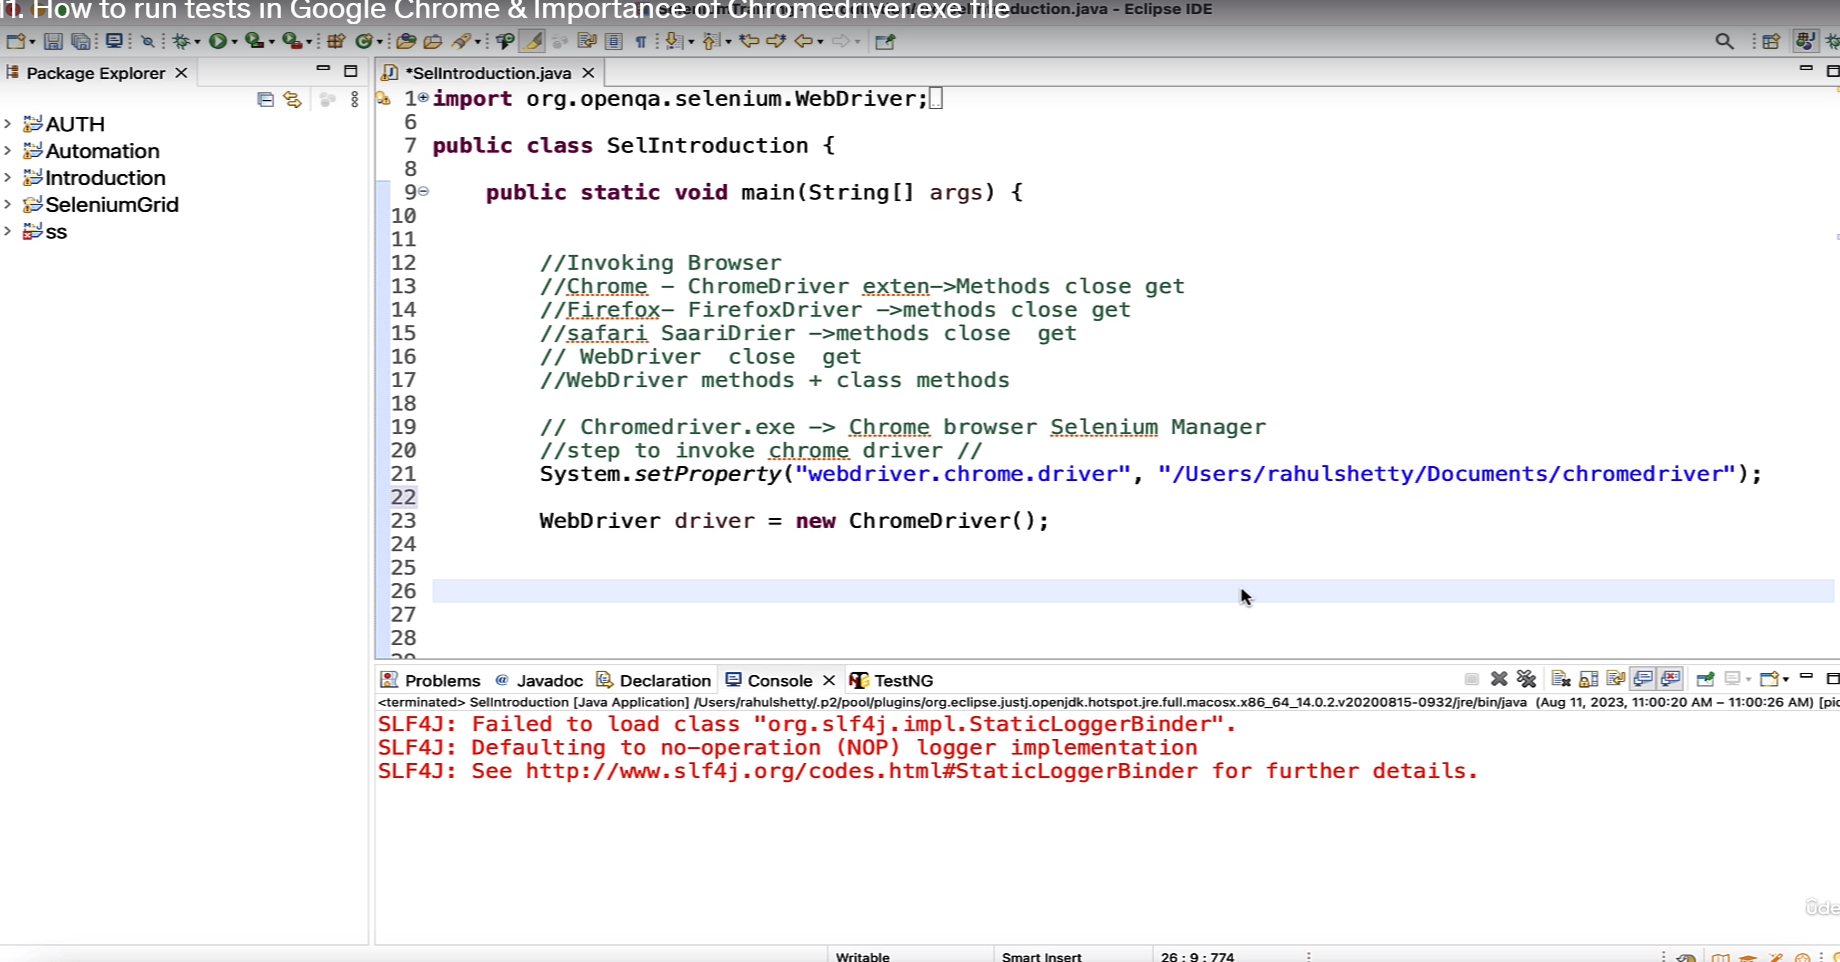 11. How to run tests in Google Chrome & Importance of Chromedriver.exe file
duction.java - Eclipse IDE
Package Explorer
*SelIntroduction.java
AUTH
Automation
Introduction
SeleniumGrid
ss
1 import org.openqa.selenium.WebDriver;
6
7 public class SelIntroduction {
8
9 public static void main(String[] args) {
10
11
12 //Invoking Browser
13 //Chrome - ChromeDriver exten->Methods close get
14 //Firefox- FirefoxDriver ->methods close get
15 //safari SaariDrier ->methods close  get
16 // WebDriver  close  get
17 //WebDriver methods + class methods
18
19 // Chromedriver.exe -> Chrome browser Selenium Manager
20 //step to invoke chrome driver //
21 System.setProperty("webdriver.chrome.driver", "/Users/rahulshetty/Documents/chromedriver");
22
23 WebDriver driver = new ChromeDriver();
24
25
26
27
28
Problems @ Javadoc Declaration Console TestNG
<terminated> SelIntroduction [Java Application] /Users/rahulshetty/.p2/pool/plugins/org.eclipse.justj.openjdk.hotspot.jre.full.macosx.x86_64_14.0.2.v20200815-0932/jre/bin/java (Aug 11, 2023, 11:00:20 AM – 11:00:26 AM) [pic
SLF4J: Failed to load class "org.slf4j.impl.StaticLoggerBinder".
SLF4J: Defaulting to no-operation (NOP) logger implementation
SLF4J: See http://www.slf4j.org/codes.html#StaticLoggerBinder for further details.
ûde
Writable Smart Insert 26 : 9 : 774